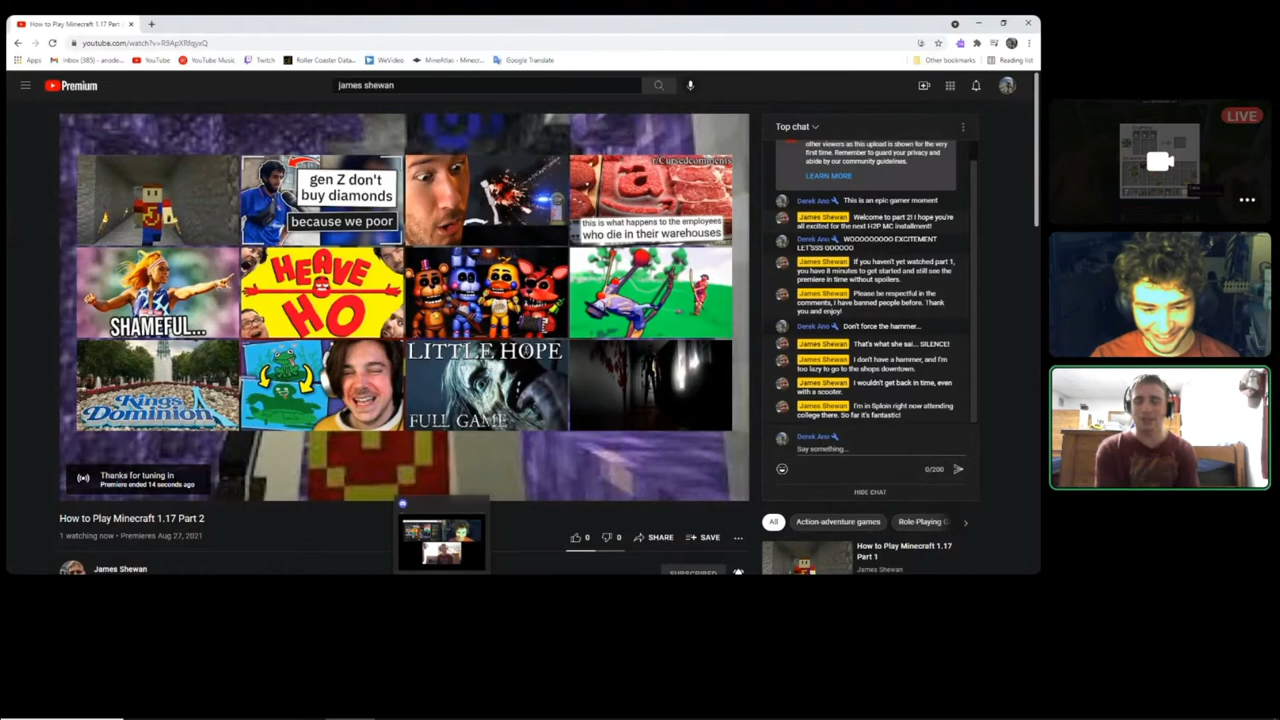 How to Play Minecraft 1.17 Part
youtube.com/watch?v=R9ApXRfqyxQ
Apps
YouTube
YouTube Music
Twitch
Roller Coaster Data...
WeVideo
MineAtlas - Minecr...
Google Translate
Other bookmarks
Reading list
Premium
james shewan
LIVE
gen Z don't
buy diamonds
because we poor
r/Cursedcomments
this is what happens to the employees
who die in their warehouses
SHAMEFUL...
HEAVE
HO
Kings
Dominion
LITTLE HOPE
FULL GAME
Thanks for tuning in
Premiere ended 14 seconds ago
How to Play Minecraft 1.17 Part 2
1 watching now • Premieres Aug 27, 2021
0
0
SHARE
SAVE
James Shewan
SUBSCRIBED
Top chat
other viewers as this upload is shown for the very
first time. Remember to guard your privacy and
abide by our community guidelines.
LEARN MORE
Derek Ano This is an epic gamer moment
James Shewan Welcome to part 2! I hope you're
all excited for the next H2P MC installment!!
Derek Ano WOOOOOOOOO EXCITEMENT
LET'SSS GOOOOO
James Shewan If you haven't yet watched part 1,
you have 8 minutes to get started and still see the
premiere in time without spoilers.
James Shewan Please be respectful in the
comments, I have banned people before. Thank
you and enjoy!
Derek Ano Don't force the hammer...
James Shewan That's what she sai... SILENCE!
James Shewan I don't have a hammer, and I'm
too lazy to go to the shops downtown.
James Shewan I wouldn't get back in time, even
with a scooter.
James Shewan I'm in Sploin right now attending
college there. So far it's fantastic!
Derek Ano
Say something...
0/200
HIDE CHAT
All
Action-adventure games
Role-Playing G
How to Play Minecraft 1.17
Part 1
James Shewan